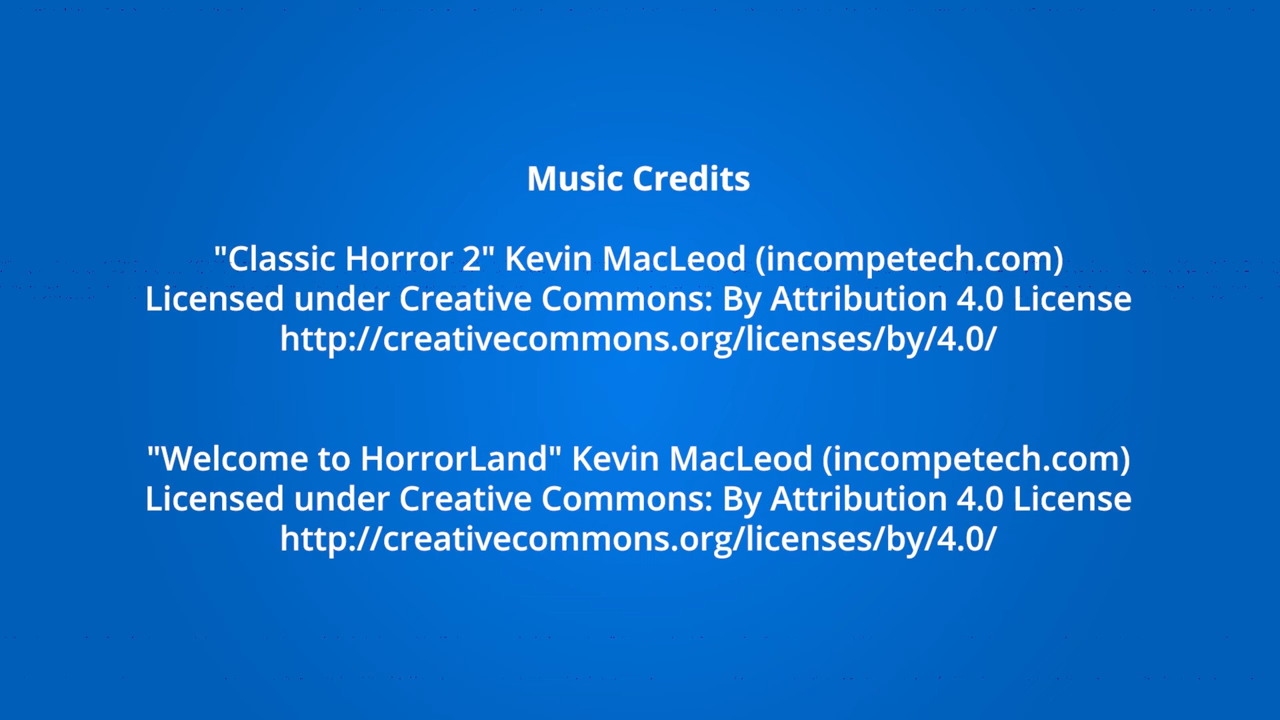 Music Credits
"Classic Horror 2" Kevin MacLeod (incompetech.com)
Licensed under Creative Commons: By Attribution 4.0 License
http://creativecommons.org/licenses/by/4.0/
"Welcome to HorrorLand" Kevin MacLeod (incompetech.com)
Licensed under Creative Commons: By Attribution 4.0 License
http://creativecommons.org/licenses/by/4.0/